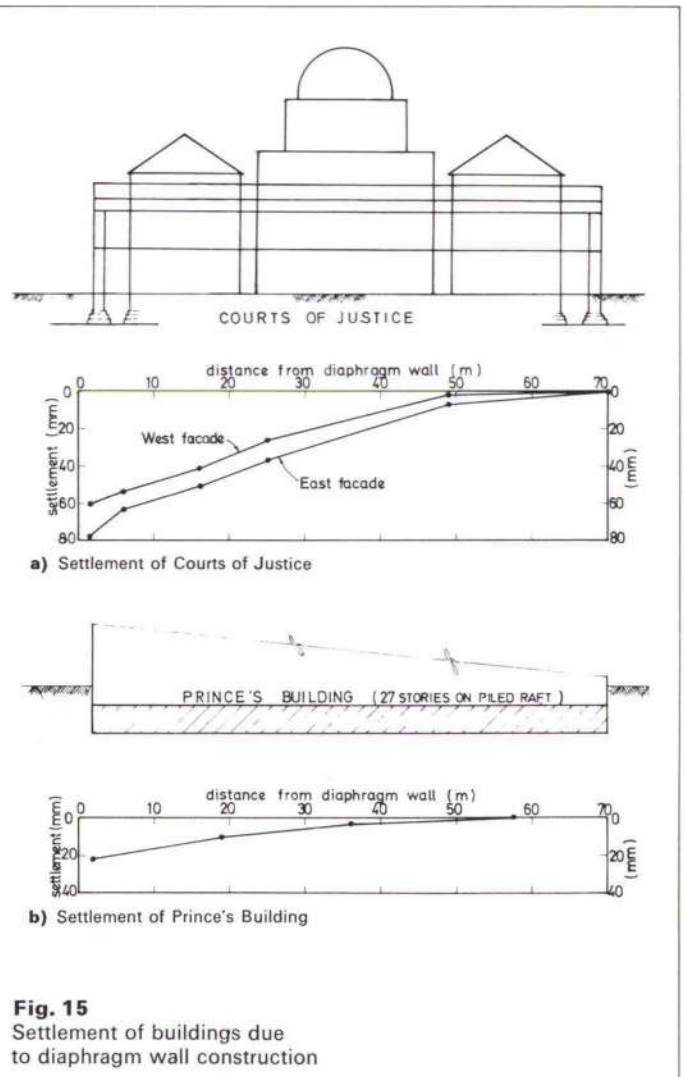 COURTS OF JUSTICE
distance from diaphragm wall (m)
0 10 20 30 40 50 60 70
settlement (mm)
0
20
40
60
80
West facade
East facade
0
20
40
60
80
(mm)
a) Settlement of Courts of Justice
PRINCE'S BUILDING (27 STORIES ON PILED RAFT)
distance from diaphragm wall (m)
0 10 20 30 40 50 60 70
settlement (mm)
0
20
40
0
20
40
(mm)
b) Settlement of Prince's Building
Fig. 15
Settlement of buildings due
to diaphragm wall construction